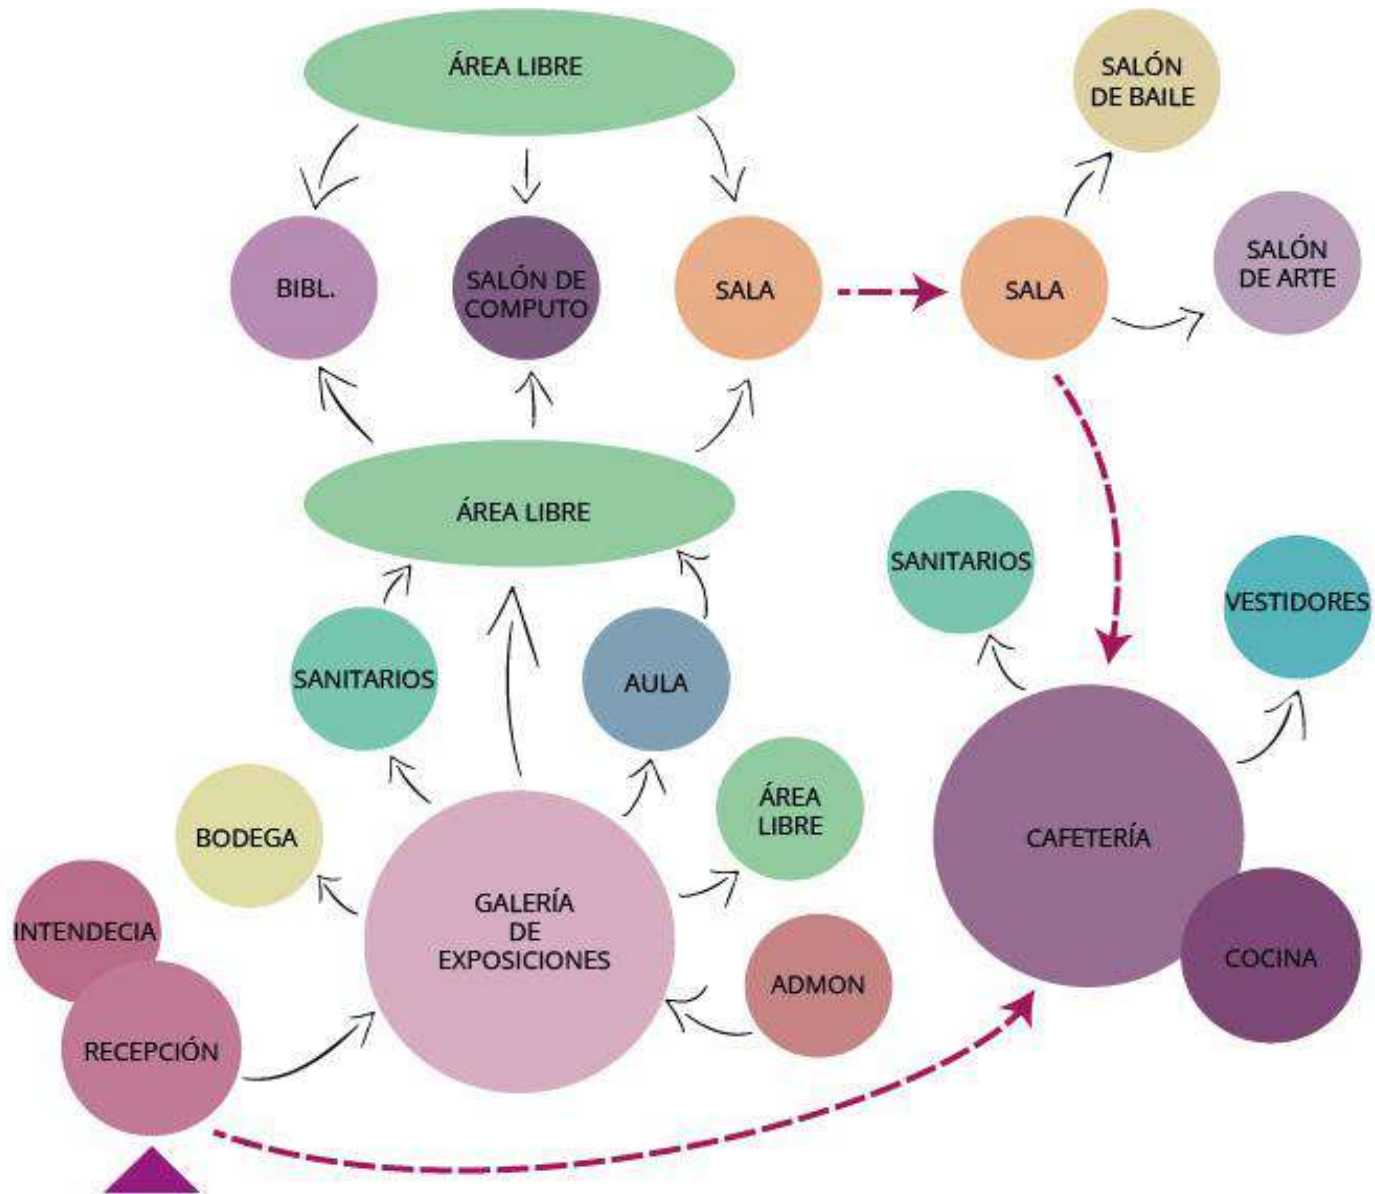 ÁREA LIBRE
SALÓN
DE BAILE
BIBL.
SALÓN DE
COMPUTO
SALA
SALA
SALÓN
DE ARTE
ÁREA LIBRE
SANITARIOS
VESTIDORES
SANITARIOS
AULA
ÁREA
LIBRE
BODEGA
CAFETERÍA
GALERÍA
DE
EXPOSICIONES
INTENDECIA
ADMON
COCINA
RECEPCIÓN